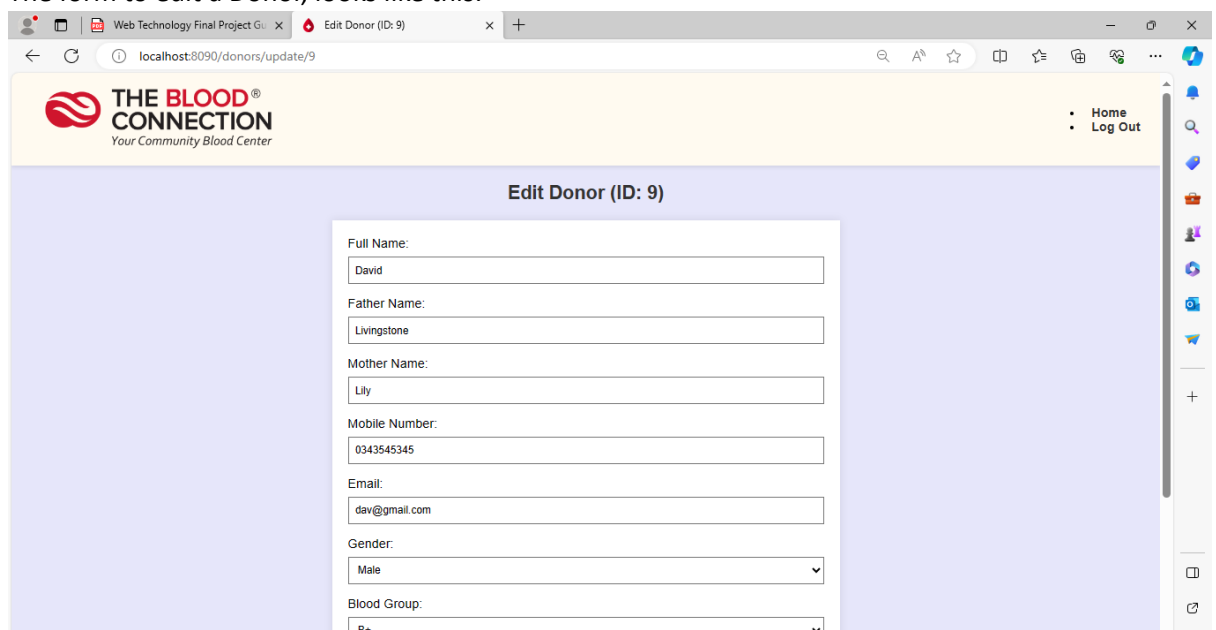 Web Technology Final Project Gu
Edit Donor (ID: 9)
localhost:8090/donors/update/9
THE BLOOD®
CONNECTION
Your Community Blood Center
• Home
• Log Out
Edit Donor (ID: 9)
Full Name:
David
Father Name:
Livingstone
Mother Name:
Lily
Mobile Number:
0343545345
Email:
dav@gmail.com
Gender:
Male
Blood Group: